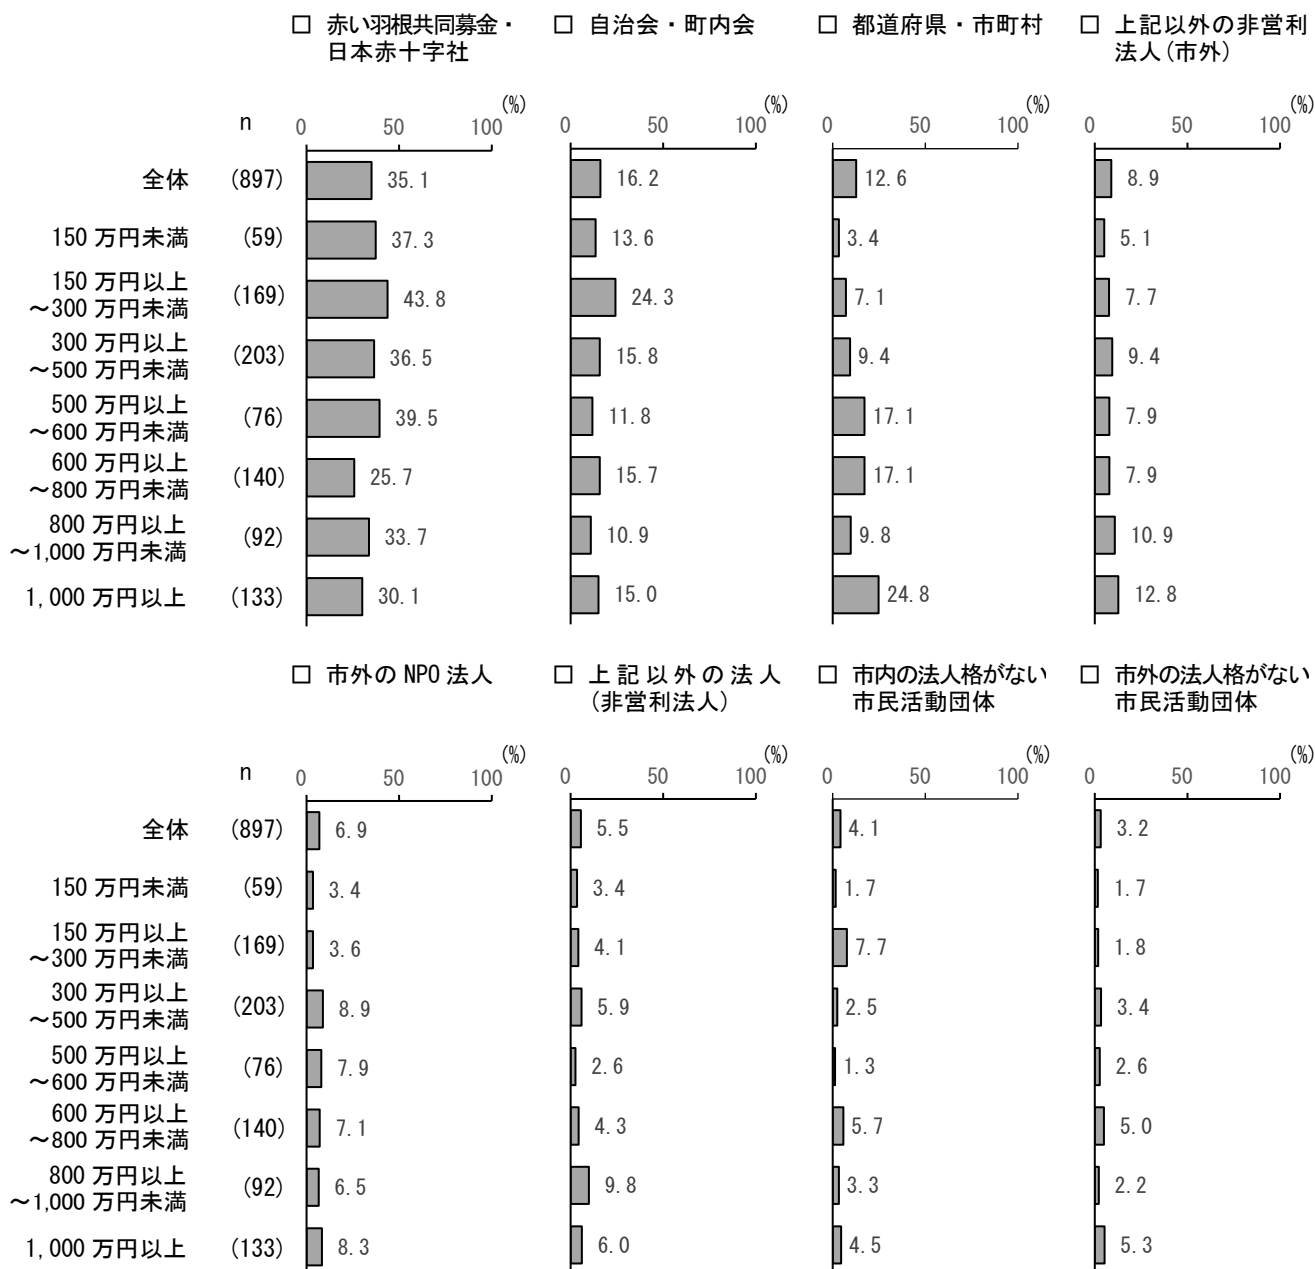 □ 赤い羽根共同募金・
日本赤十字社
□ 自治会・町内会
□ 都道府県・市町村
□ 上記以外の非営利
法人(市外)
n 0 50 100 (%) 0 50 100 (%) 0 50 100 (%) 0 50 100 (%)
全体 (897) 35.1 16.2 12.6 8.9
150 万円未満 (59) 37.3 13.6 3.4 5.1
150 万円以上
～300 万円未満 (169) 43.8 24.3 7.1 7.7
300 万円以上
～500 万円未満 (203) 36.5 15.8 9.4 9.4
500 万円以上
～600 万円未満 (76) 39.5 11.8 17.1 7.9
600 万円以上
～800 万円未満 (140) 25.7 15.7 17.1 7.9
800 万円以上
～1,000 万円未満 (92) 33.7 10.9 9.8 10.9
1,000 万円以上 (133) 30.1 15.0 24.8 12.8
□ 市外の NPO 法人
□ 上記以外の法人
(非営利法人)
□ 市内の法人格がない
市民活動団体
□ 市外の法人格がない
市民活動団体
n 0 50 100 (%) 0 50 100 (%) 0 50 100 (%) 0 50 100 (%)
全体 (897) 6.9 5.5 4.1 3.2
150 万円未満 (59) 3.4 3.4 1.7 1.7
150 万円以上
～300 万円未満 (169) 3.6 4.1 7.7 1.8
300 万円以上
～500 万円未満 (203) 8.9 5.9 2.5 3.4
500 万円以上
～600 万円未満 (76) 7.9 2.6 1.3 2.6
600 万円以上
～800 万円未満 (140) 7.1 4.3 5.7 5.0
800 万円以上
～1,000 万円未満 (92) 6.5 9.8 3.3 2.2
1,000 万円以上 (133) 8.3 6.0 4.5 5.3